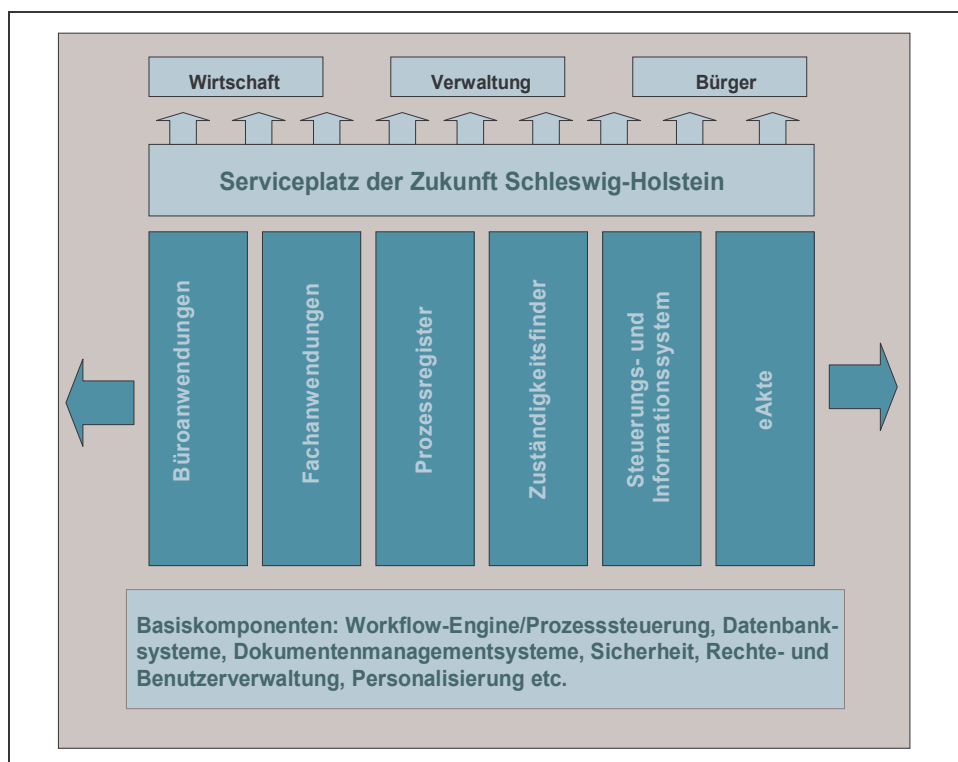 Wirtschaft
Verwaltung
Bürger
Serviceplatz der Zukunft Schleswig-Holstein
Büroanwendungen
Fachanwendungen
Prozessregister
Zuständigkeitsfinder
Steuerungs- und
Informationssystem
eAkte
Basiskomponenten: Workflow-Engine/Prozesssteuerung, Datenbank-
systeme, Dokumentenmanagementsysteme, Sicherheit, Rechte- und
Benutzerverwaltung, Personalisierung etc.